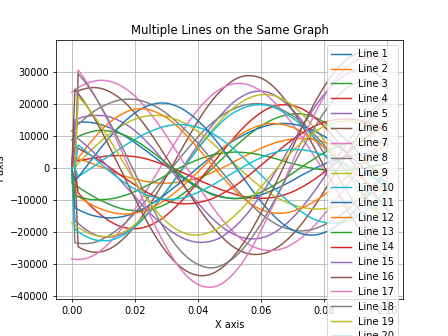 Multiple Lines on the Same Graph
30000
20000
10000
0
-10000
-20000
-30000
-40000
0.00
0.02
0.04
0.06
X axis
axis
Line 1
Line 2
Line 3
Line 4
Line 5
Line 6
Line 7
Line 8
Line 9
Line 10
Line 11
Line 12
Line 13
Line 14
Line 15
Line 16
Line 17
Line 18
Line 19
Line 20